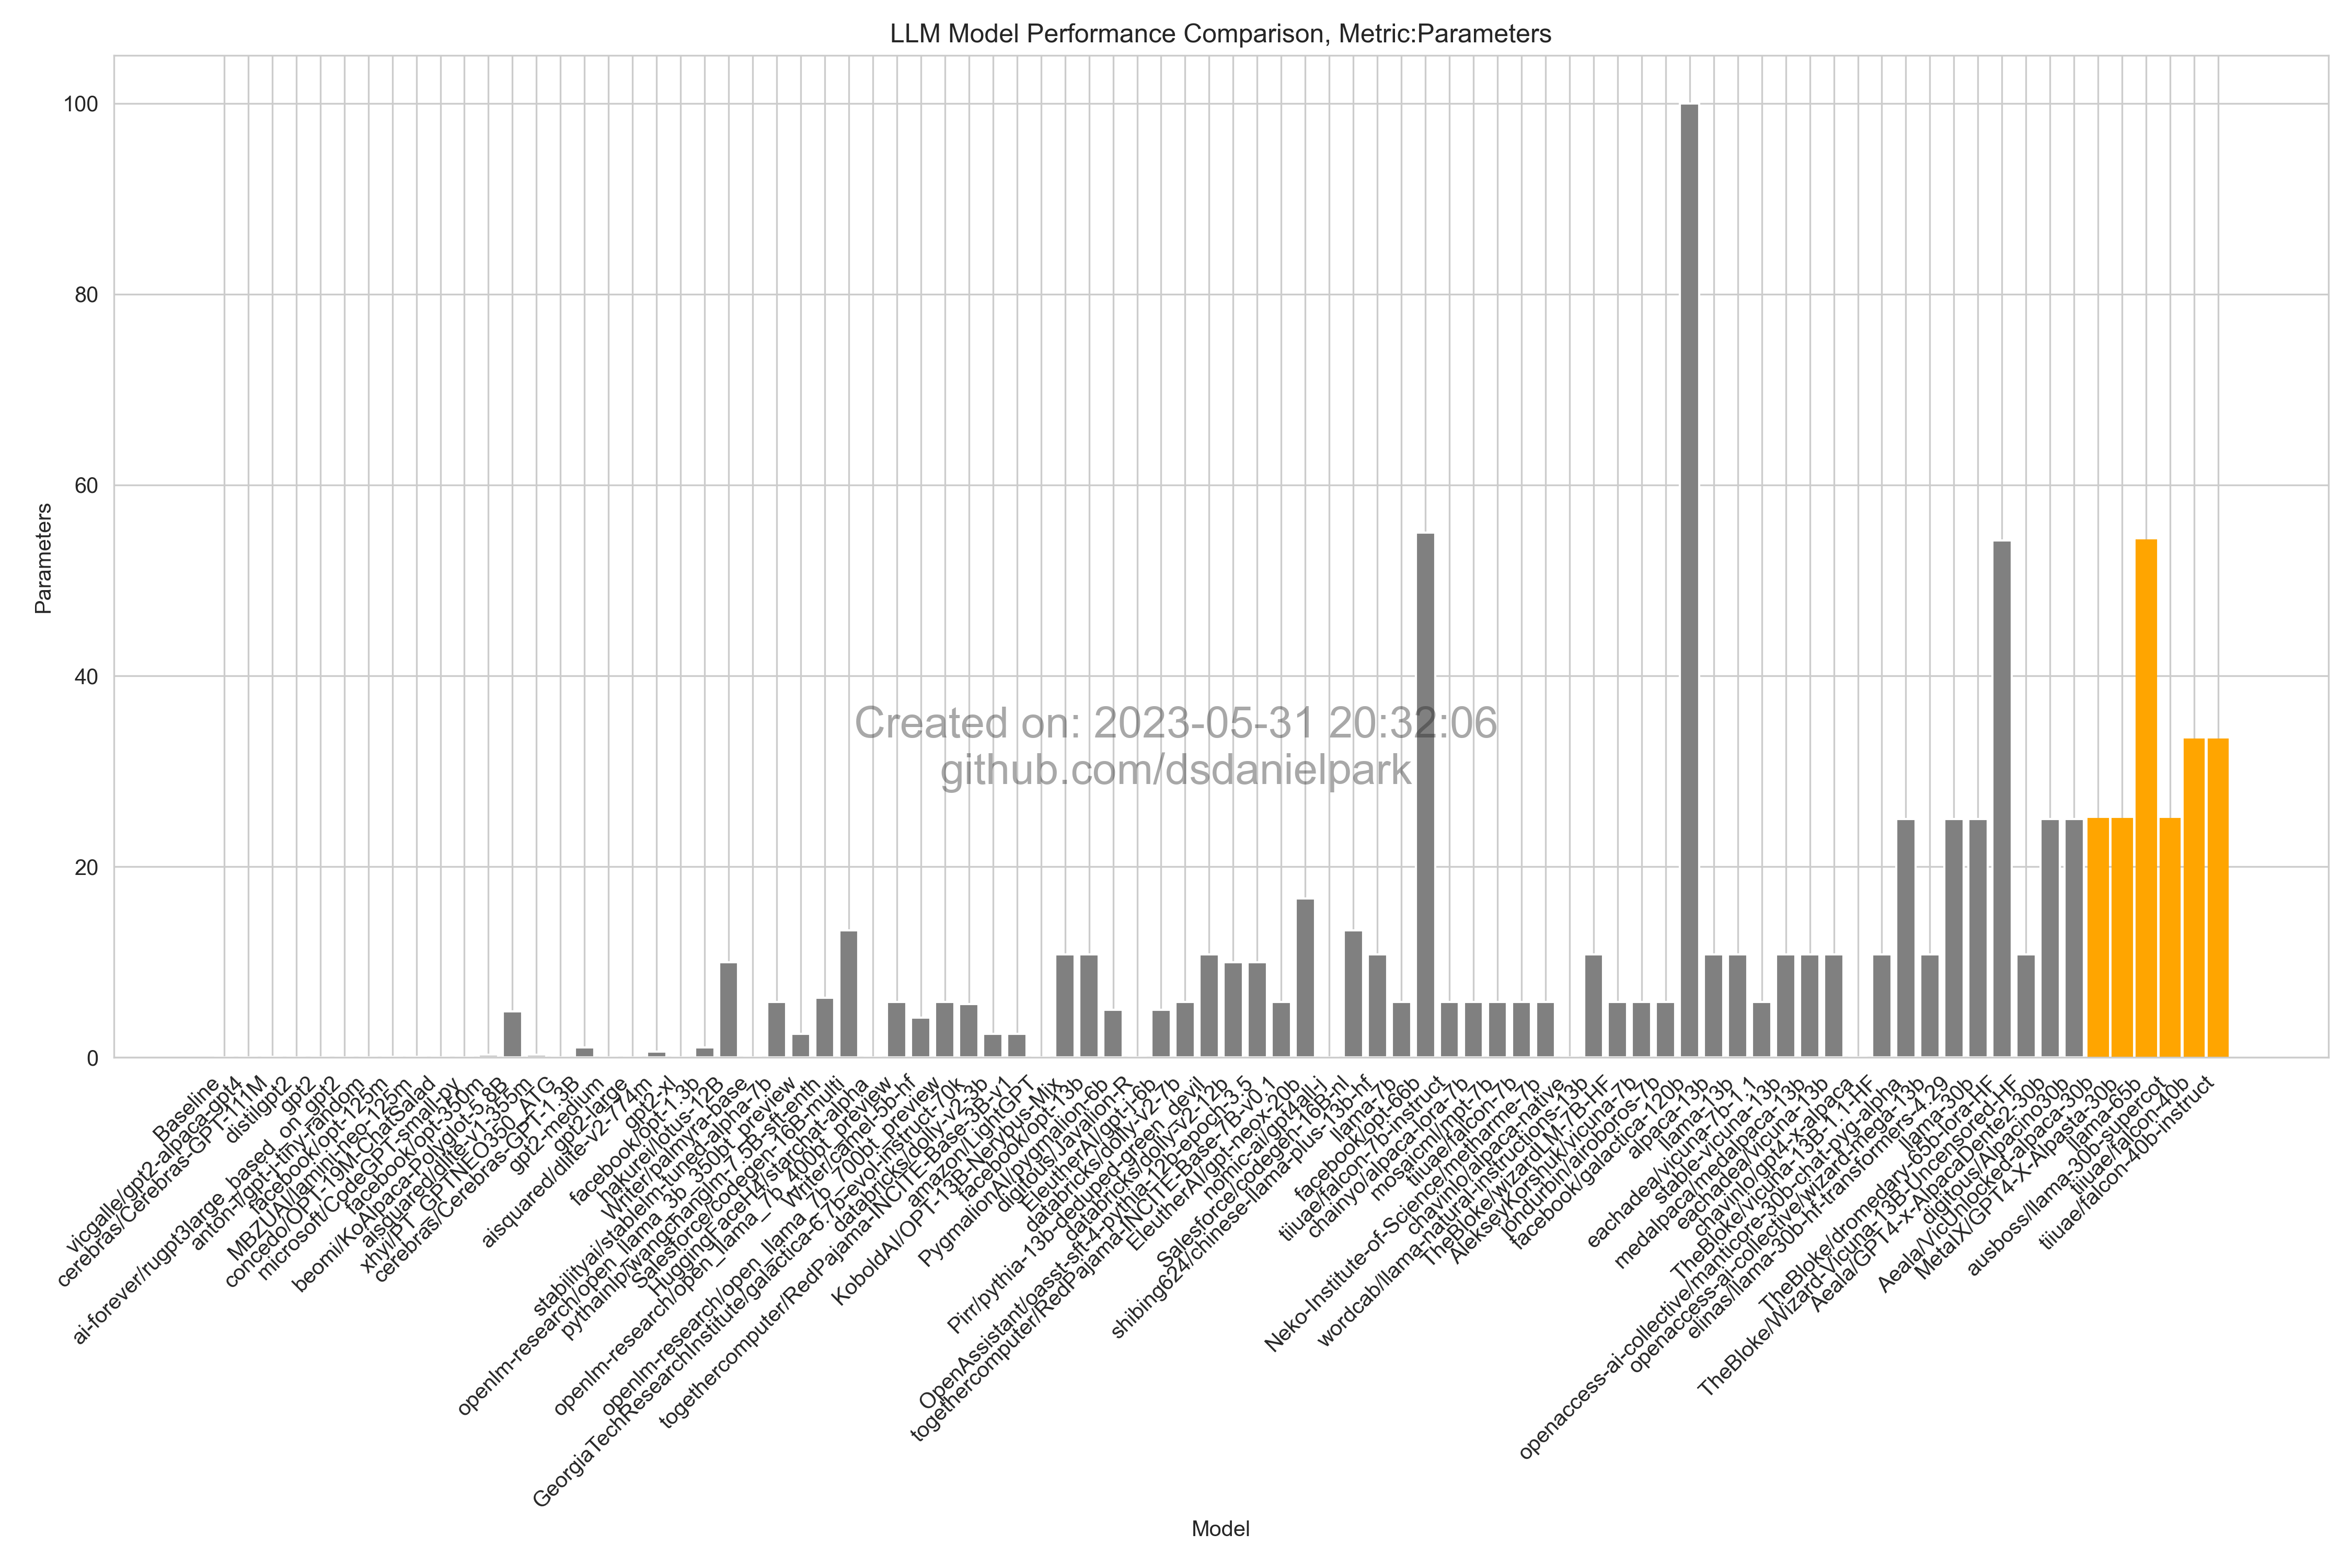 LLM Model Performance Comparison, Metric:Parameters
100
80
60
40
20
0
Parameters
Created on: 2023-05-31 20:32:06
github.com/dsdanielpark
Baseline
vicgalle/gpt2-alpaca-gpt4
cerebras/Cerebras-GPT-111M
distilgpt2
gpt2
ai-forever/rugpt3large_based_on_gpt2
anton-l/gpt-j-tiny-random
facebook/opt-125m
MBZUAI/lamini-neo-125m
concedo/OPT-19M-ChatSalad
microsoft/CodeGPT-small-py
facebook/opt-350m
beomi/KoAlpaca-Polyglot-5.8B
aisquared/dlite-v1-355m
xhyi/PT_GPTNEO350_ATG
cerebras/Cerebras-GPT-1.3B
gpt2-medium
gpt2-large
aisquared/dlite-v2-774m
gpt2-xl
facebook/opt-1.3b
hakurei/lotus-12B
Writer/palmyra-base
stabilityai/stablelm-tuned-alpha-7b
openlm-research/open_llama_3b_350bt_preview
pythainlp/wangchanglm-7.5B-sft-enth
Salesforce/codegen-16B-multi
HuggingFaceH4/starchat-alpha
openlm-research/open_llama_7b_400bt_preview
Writer/camel-5b-hf
openlm-research/open_llama_7b_700bt_preview
GeorgiaTechResearchInstitute/galactica-6.7b-evol-instruct-70k
databricks/dolly-v2-3b
togethercomputer/RedPajama-INCITE-Base-3B-v1
amazon/LightGPT
KoboldAI/OPT-13B-Nerybus-Mix
facebook/opt-13b
PygmalionAI/pygmalion-6b
digitous/Javalion-R
EleutherAI/gpt-j-6b
databricks/dolly-v2-7b
Pirr/pythia-13b-deduped-green_devil
databricks/dolly-v2-12b
OpenAssistant/oasst-sft-4-pythia-12b-epoch-3.5
togethercomputer/RedPajama-INCITE-Base-7B-v0.1
EleutherAI/gpt-neox-20b
nomic-ai/gpt4all-j
Salesforce/codegen-16B-nl
shibing624/chinese-llama-plus-13b-hf
llama-7b
facebook/opt-66b
tiiuae/falcon-7b-instruct
chainyo/alpaca-lora-7b
mosaicml/mpt-7b
tiiuae/falcon-7b
Neko-Institute-of-Science/metharme-7b
chavinlo/alpaca-native
wordcab/llama-natural-instructions-13b
TheBloke/wizardLM-7B-HF
AlekseyKorshuk/vicuna-7b
jondurbin/airoboros-7b
facebook/galactica-120b
alpaca-13b
llama-13b
eachadea/vicuna-7b-1.1
stable-vicuna-13b
medalpaca/medalpaca-13b
eachadea/vicuna-13b
chavinlo/gpt4-x-alpaca
TheBloke/vicuna-13B-1.1-HF
openaccess-ai-collective/manticore-30b-chat-pyg-alpha
openaccess-ai-collective/wizard-mega-13b
elinas/llama-30b-hf-transformers-4.29
llama-30b
TheBloke/dromedary-65b-lora-HF
TheBloke/Wizard-Vicuna-13B-Uncensored-HF
Aeala/GPT4-x-AlpacaDente2-30b
digitous/Alpacino30b
Aeala/VicUnlocked-alpaca-30b
MetaIX/GPT4-X-Alpasta-30b
llama-65b
ausboss/llama-30b-supercot
tiiuae/falcon-40b
tiiuae/falcon-40b-instruct
Model